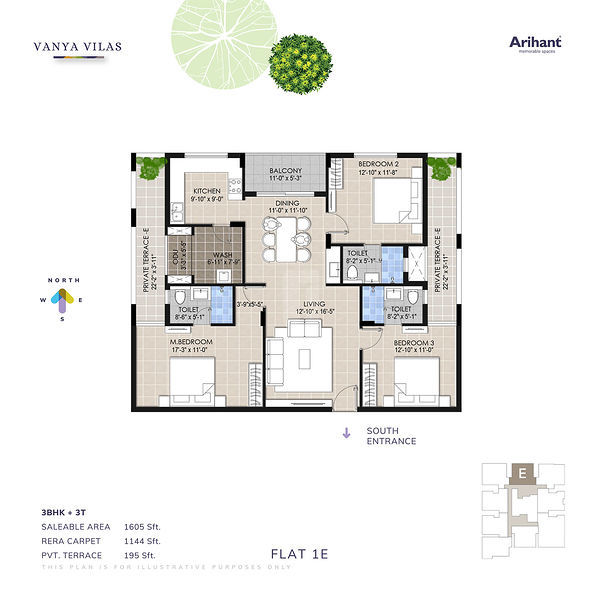 VANYA VILAS
Arihant
memorable spaces
BEDROOM 2
12'-10" x 11'-8"
BALCONY
11'-0" x 5'-3"
KITCHEN
9'-10" x 9'-0"
DINING
11'-0" x 11'-10"
PRIVATE TERRACE -E
22'-2" x 3'-11"
ODU
3'-3" x 5'-5"
WASH
6'-11" x 7'-9"
TOILET
8'-2" x 5'-1"
PRIVATE TERRACE -E
22'-2" x 3'-11"
NORTH
W
E
S
TOILET
8'-6" x 5'-1"
3'-9"x5'-5"
LIVING
12'-10" x 16'-5"
TOILET
8'-2" x 5'-1"
M.BEDROOM
17'-3" x 11'-0"
BEDROOM 3
12'-10" x 11'-0"
SOUTH
ENTRANCE
E
3BHK + 3T
SALEABLE AREA 1605 Sft.
RERA CARPET 1144 Sft.
PVT. TERRACE 195 Sft.
FLAT 1E
THIS PLAN IS FOR ILLUSTRATIVE PURPOSES ONLY